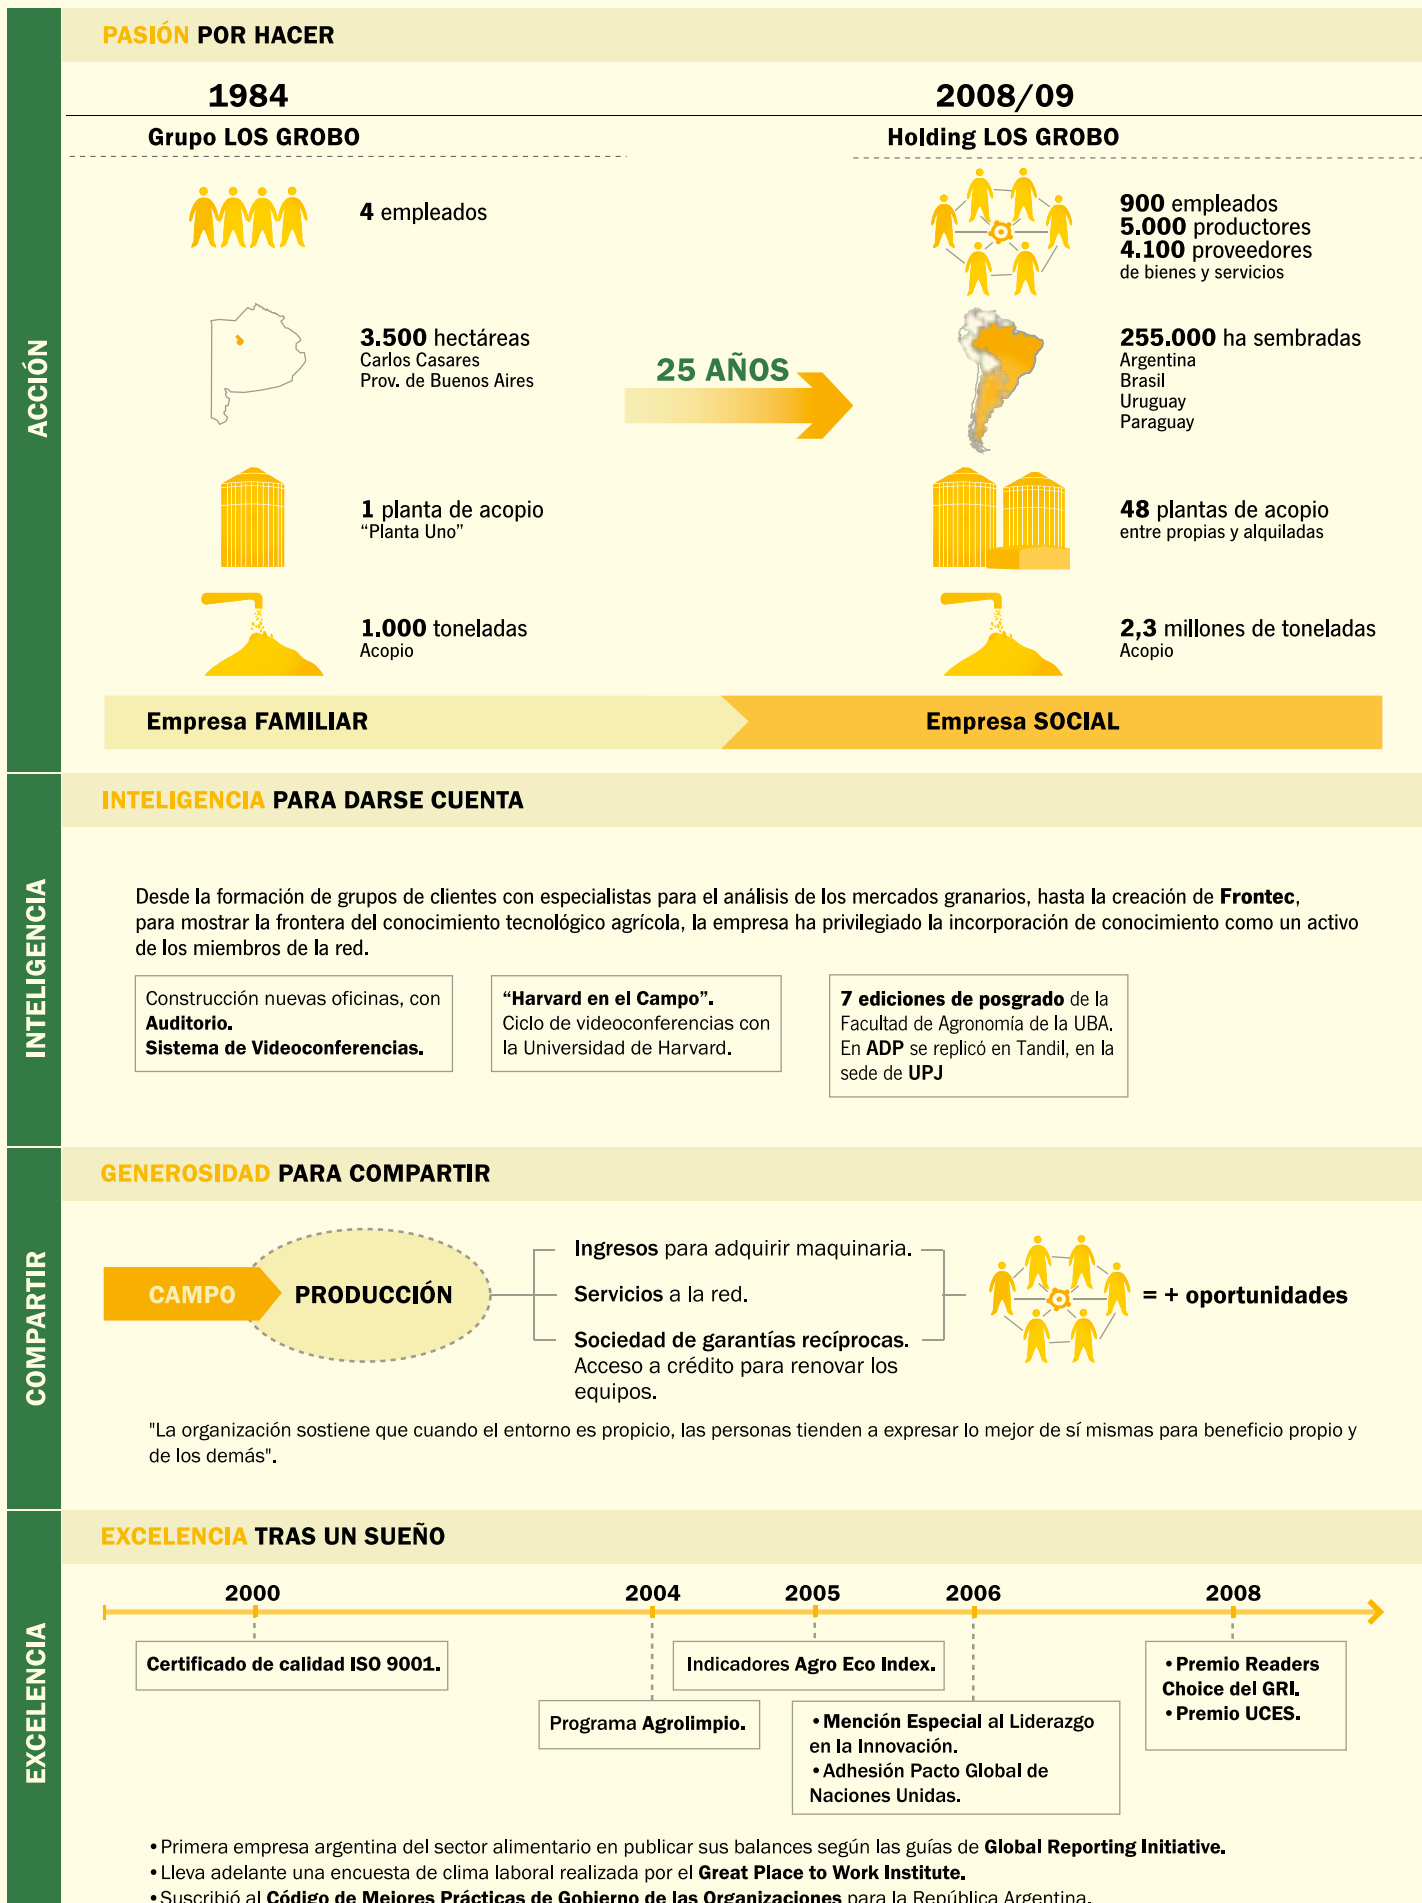 PASIÓN POR HACER
ACCIÓN
1984
Grupo LOS GROBO
4 empleados
3.500 hectáreas
Carlos Casares
Prov. de Buenos Aires
1 planta de acopio
“Planta Uno”
1.000 toneladas
Acopio
25 AÑOS
2008/09
Holding LOS GROBO
900 empleados
5.000 productores
4.100 proveedores
de bienes y servicios
255.000 ha sembradas
Argentina
Brasil
Uruguay
Paraguay
48 plantas de acopio
entre propias y alquiladas
2,3 millones de toneladas
Acopio
Empresa FAMILIAR
Empresa SOCIAL
INTELIGENCIA PARA DARSE CUENTA
INTELIGENCIA
Desde la formación de grupos de clientes con especialistas para el análisis de los mercados granarios, hasta la creación de Frontec,
para mostrar la frontera del conocimiento tecnológico agrícola, la empresa ha privilegiado la incorporación de conocimiento como un activo
de los miembros de la red.
Construcción nuevas oficinas, con
Auditorio.
Sistema de Videoconferencias.
“Harvard en el Campo”.
Ciclo de videoconferencias con
la Universidad de Harvard.
7 ediciones de posgrado de la
Facultad de Agronomía de la UBA.
En ADP se replicó en Tandil, en la
sede de UPJ
GENEROSIDAD PARA COMPARTIR
COMPARTIR
CAMPO
PRODUCCIÓN
Ingresos para adquirir maquinaria.
Servicios a la red.
Sociedad de garantías recíprocas.
Acceso a crédito para renovar los
equipos.
= + oportunidades
"La organización sostiene que cuando el entorno es propicio, las personas tienden a expresar lo mejor de sí mismas para beneficio propio y
de los demás".
EXCELENCIA TRAS UN SUEÑO
EXCELENCIA
2000
2004
2005
2006
2008
Certificado de calidad ISO 9001.
Programa Agrolimpio.
Indicadores Agro Eco Index.
•Mención Especial al Liderazgo
en la Innovación.
•Adhesión Pacto Global de
Naciones Unidas.
•Premio Readers
Choice del GRI.
•Premio UCES.
•Primera empresa argentina del sector alimentario en publicar sus balances según las guías de Global Reporting Initiative.
•Lleva adelante una encuesta de clima laboral realizada por el Great Place to Work Institute.
•Suscribió al Código de Mejores Prácticas de Gobierno de las Organizaciones para la República Argentina.